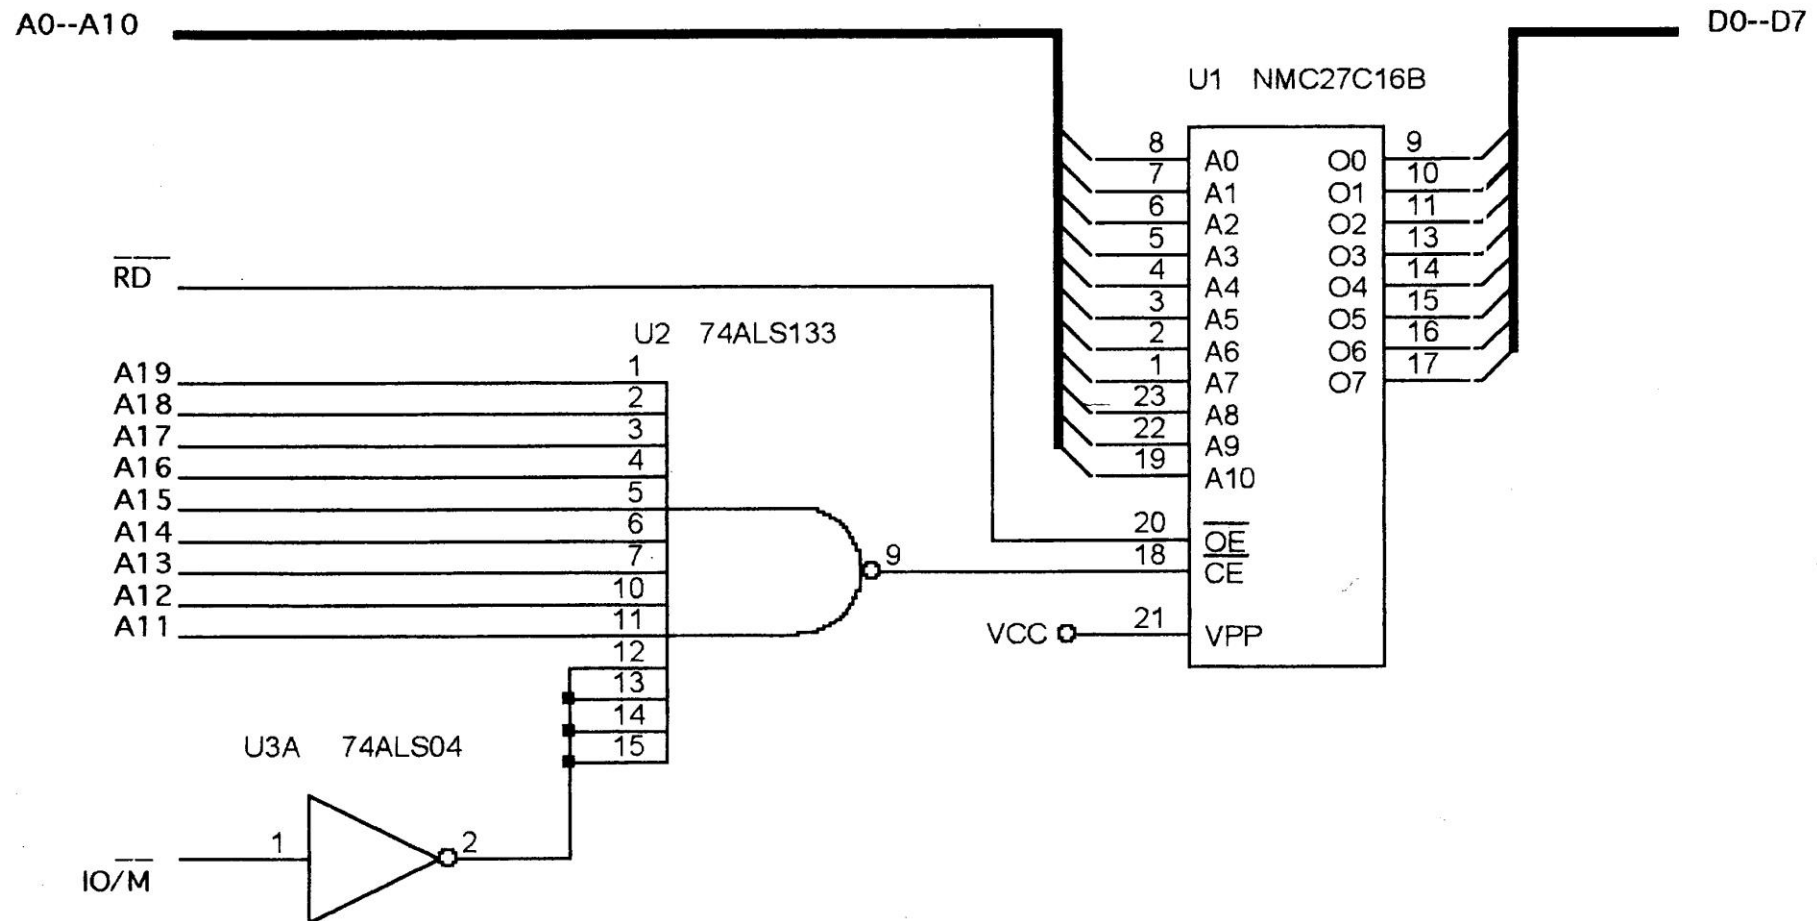 A0--A10
D0--D7
U1 NMC27C16B
8 A0 O0 9
7 A1 O1 10
6 A2 O2 11
5 A3 O3 13
4 A4 O4 14
3 A5 O5 15
2 A6 O6 16
1 A7 O7 17
23 A8
22 A9
19 A10
RD
20 OE
18 CE
VCC 21 VPP
U2 74ALS133
A19 1
A18 2
A17 3
A16 4
A15 5
A14 6
A13 7
A12 10
A11 11
12
13
14
15
9
U3A 74ALS04
1 2
IO/M